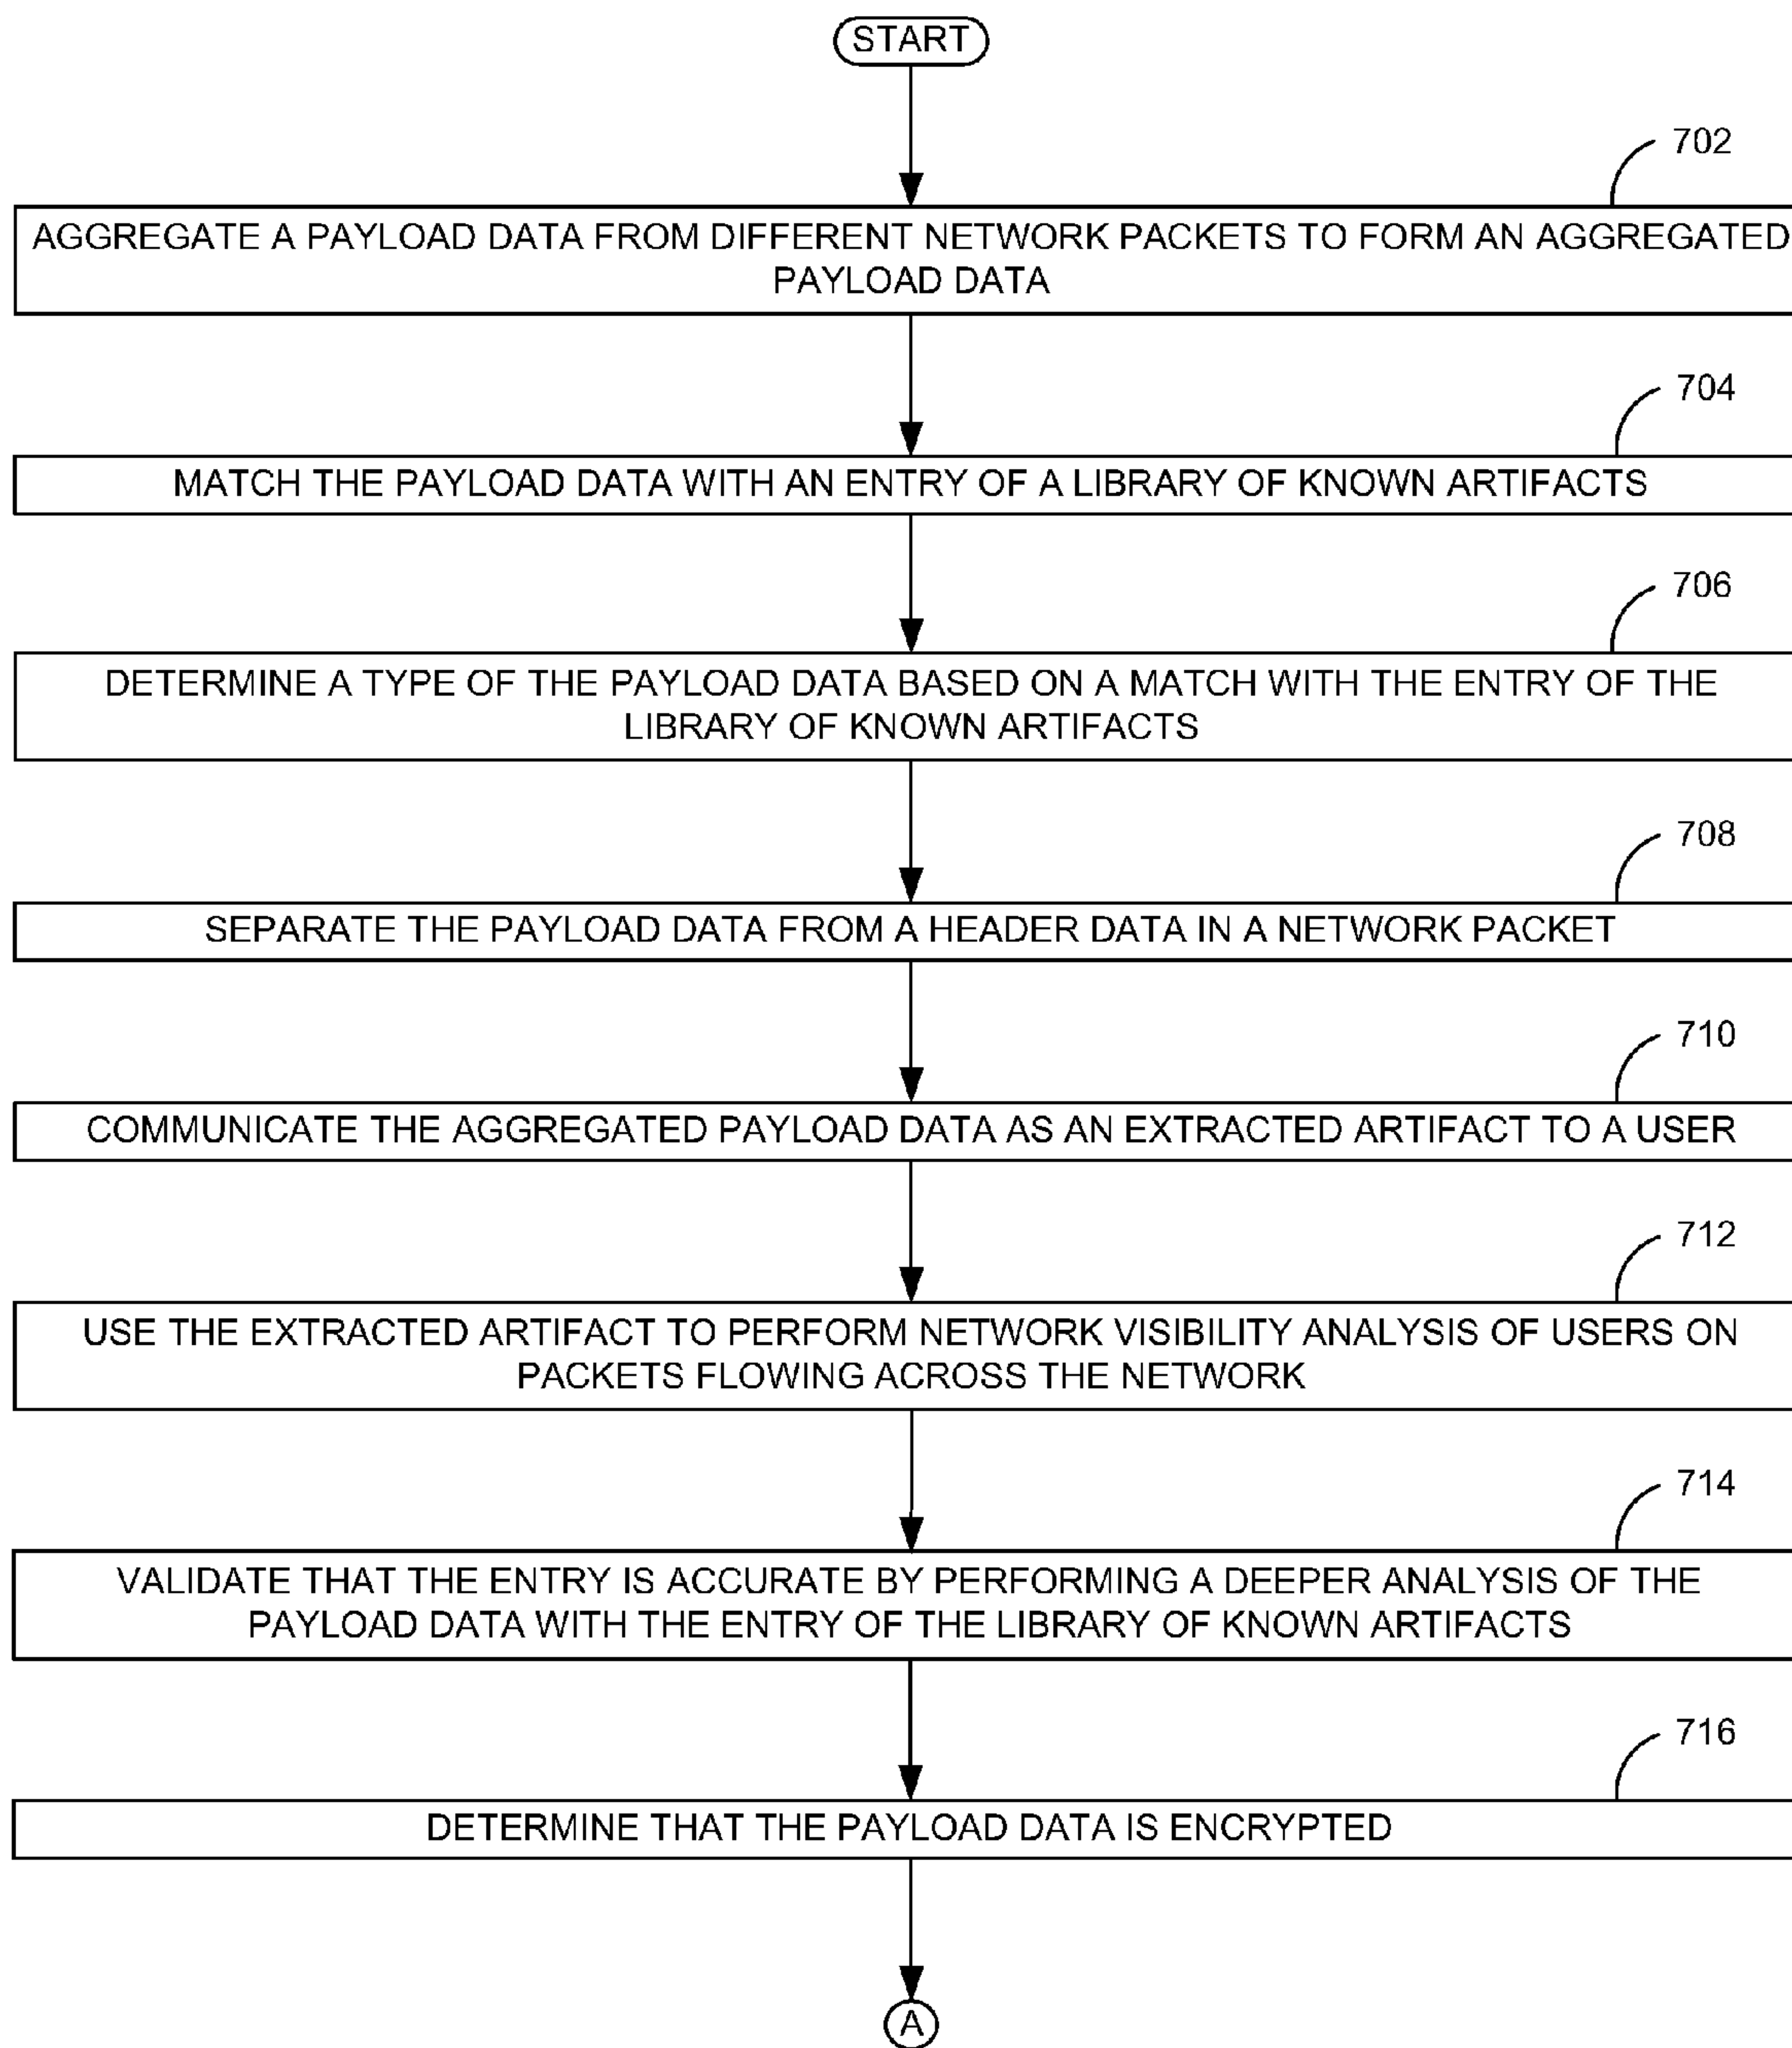 START
702
AGGREGATE A PAYLOAD DATA FROM DIFFERENT NETWORK PACKETS TO FORM AN AGGREGATED
PAYLOAD DATA
704
MATCH THE PAYLOAD DATA WITH AN ENTRY OF A LIBRARY OF KNOWN ARTIFACTS
706
DETERMINE A TYPE OF THE PAYLOAD DATA BASED ON A MATCH WITH THE ENTRY OF THE
LIBRARY OF KNOWN ARTIFACTS
708
SEPARATE THE PAYLOAD DATA FROM A HEADER DATA IN A NETWORK PACKET
710
COMMUNICATE THE AGGREGATED PAYLOAD DATA AS AN EXTRACTED ARTIFACT TO A USER
712
USE THE EXTRACTED ARTIFACT TO PERFORM NETWORK VISIBILITY ANALYSIS OF USERS ON
PACKETS FLOWING ACROSS THE NETWORK
714
VALIDATE THAT THE ENTRY IS ACCURATE BY PERFORMING A DEEPER ANALYSIS OF THE
PAYLOAD DATA WITH THE ENTRY OF THE LIBRARY OF KNOWN ARTIFACTS
716
DETERMINE THAT THE PAYLOAD DATA IS ENCRYPTED
A